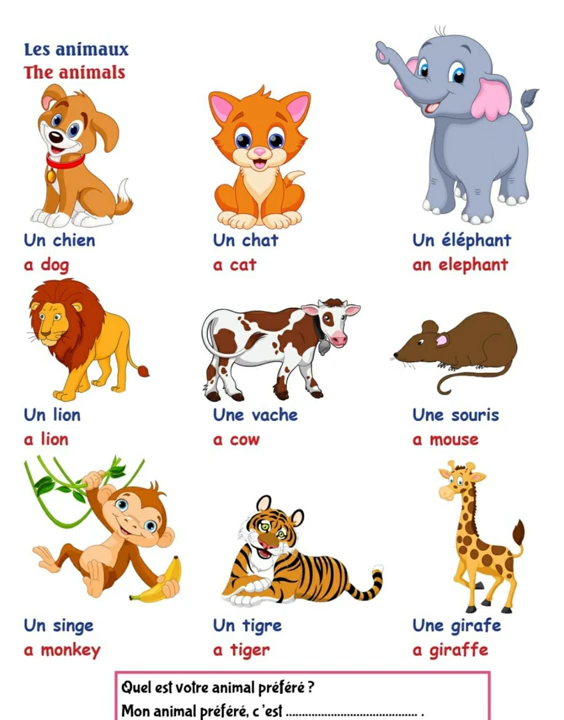 Les animaux
The animals
Un chien
a dog
Un chat
a cat
Un éléphant
an elephant
Un lion
a lion
Une vache
a cow
Une souris
a mouse
Un singe
a monkey
Un tigre
a tiger
Une girafe
a giraffe
Quel est votre animal préféré ?
Mon animal préféré, c'est ......................................... .